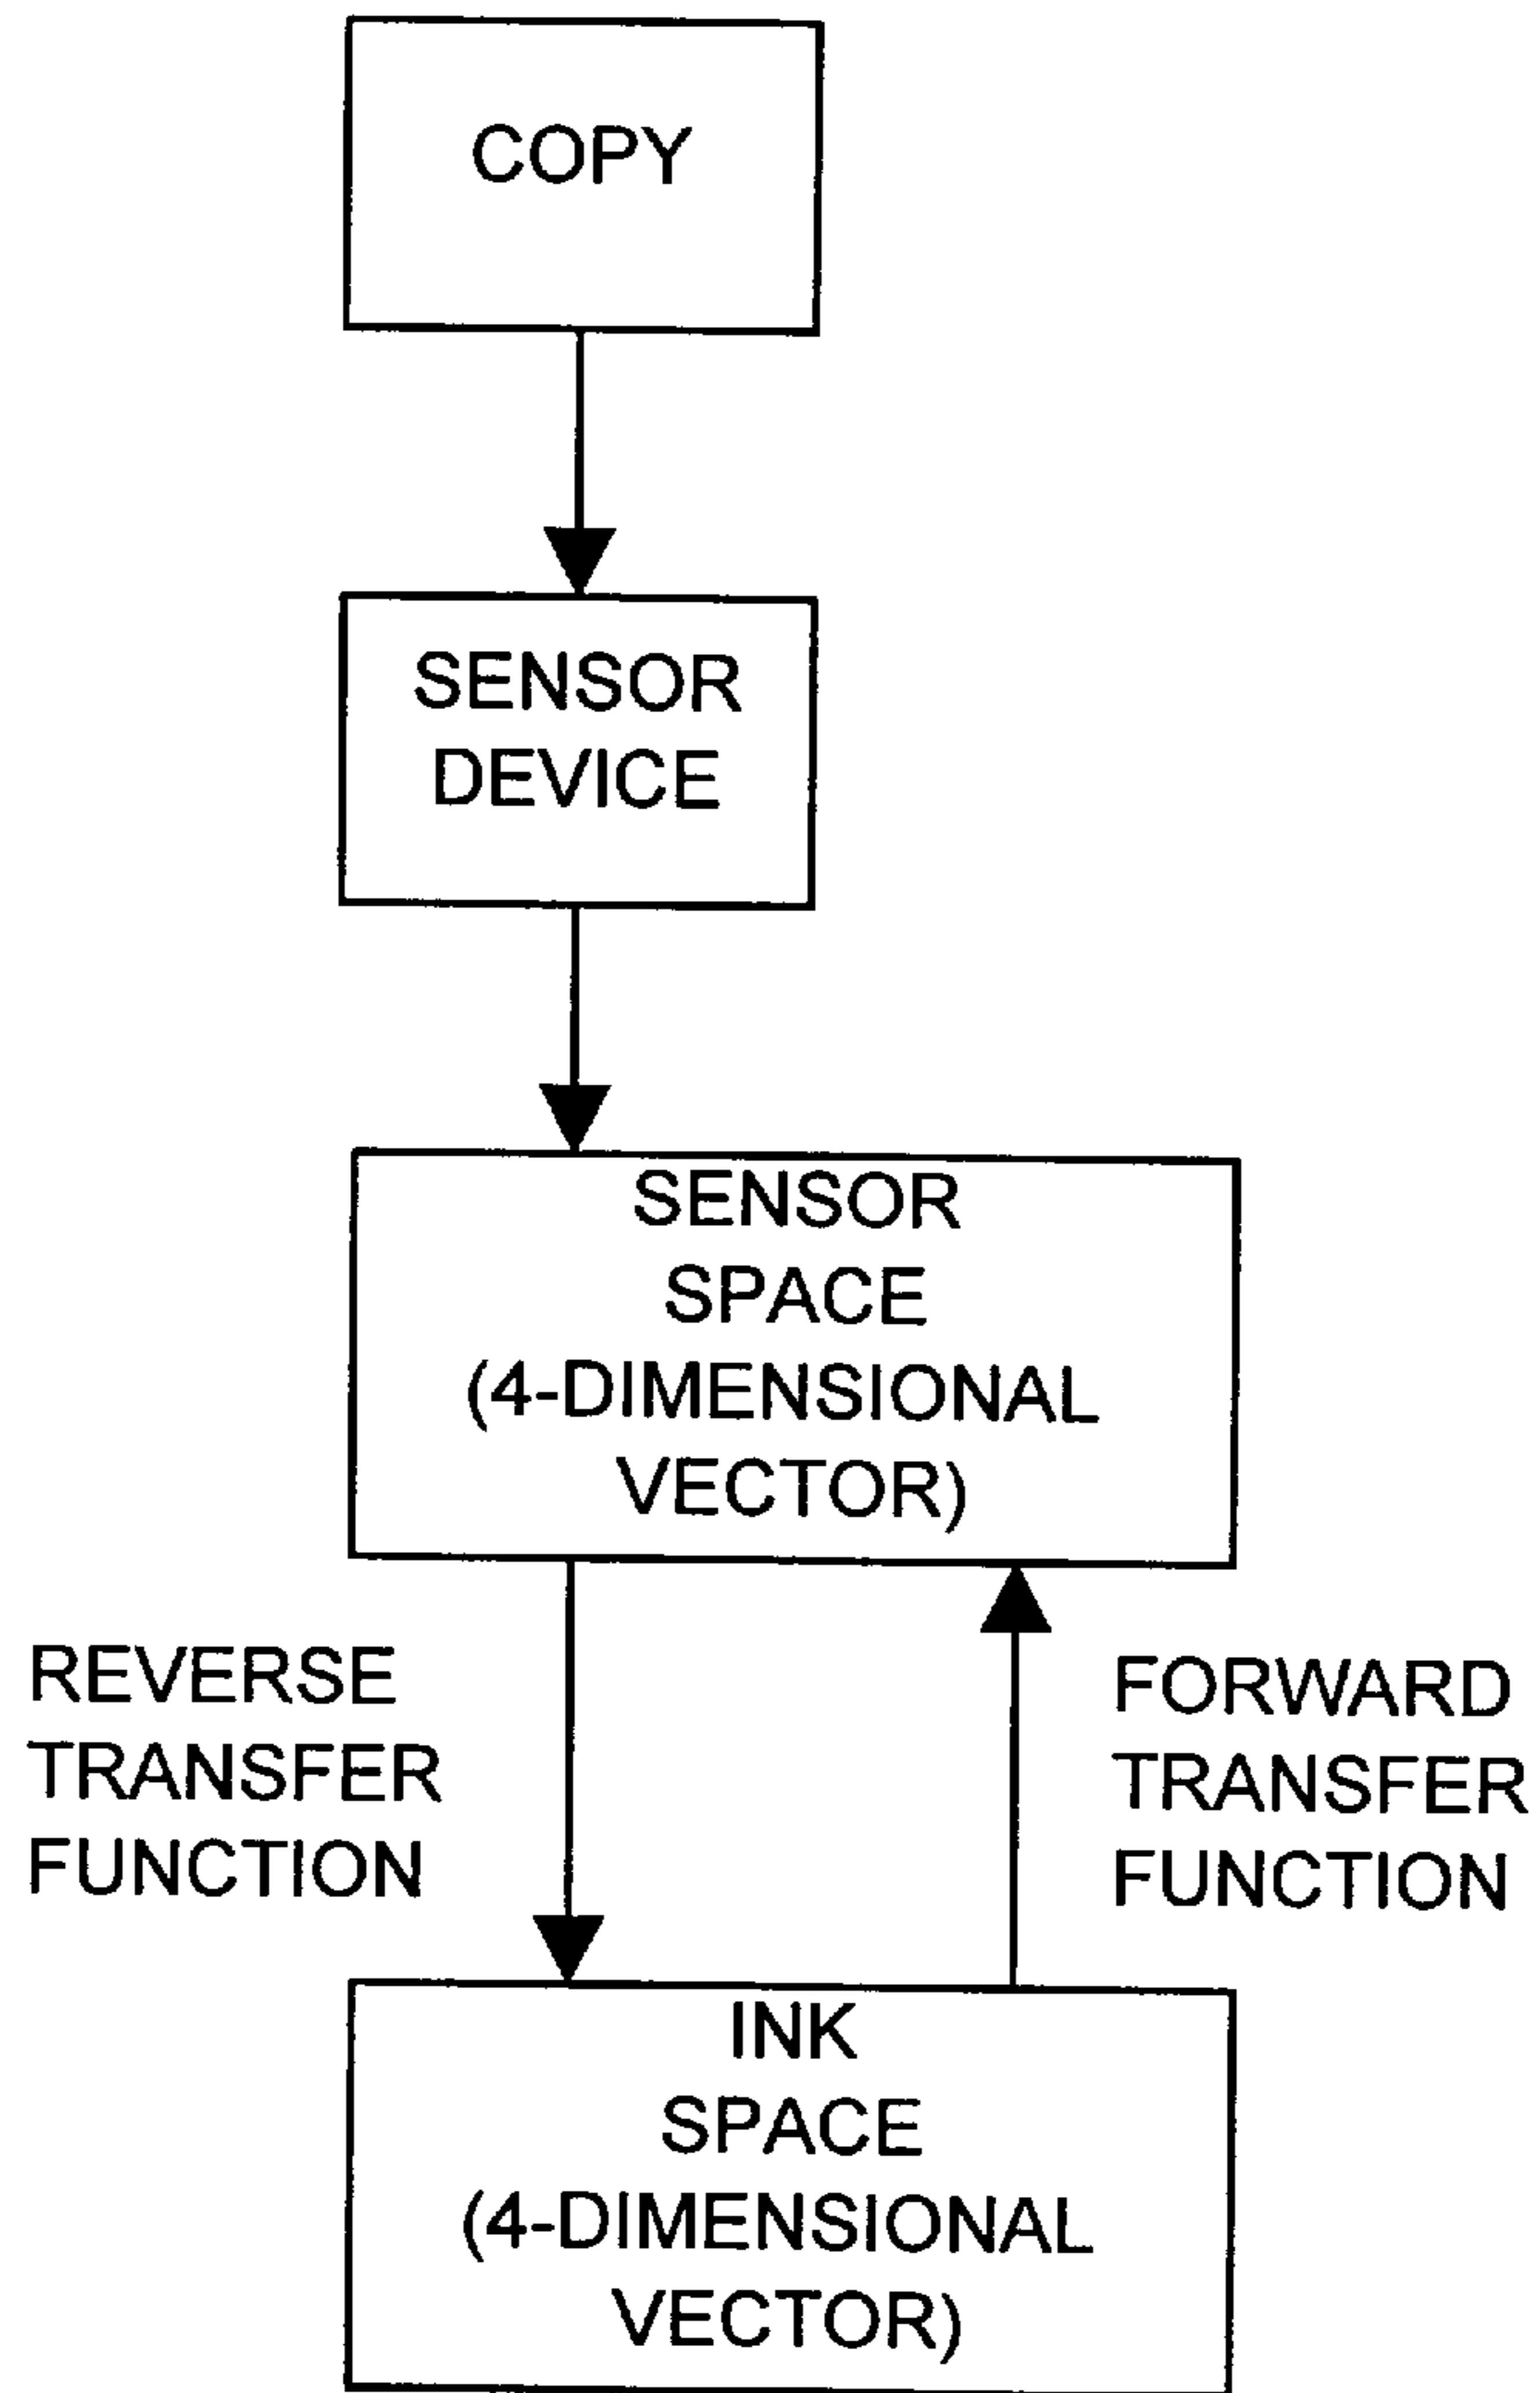 COPY
SENSOR
DEVICE
SENSOR
SPACE
(4-DIMENSIONAL
VECTOR)
REVERSE
TRANSFER
FUNCTION
FORWARD
TRANSFER
FUNCTION
INK
SPACE
(4-DIMENSIONAL
VECTOR)